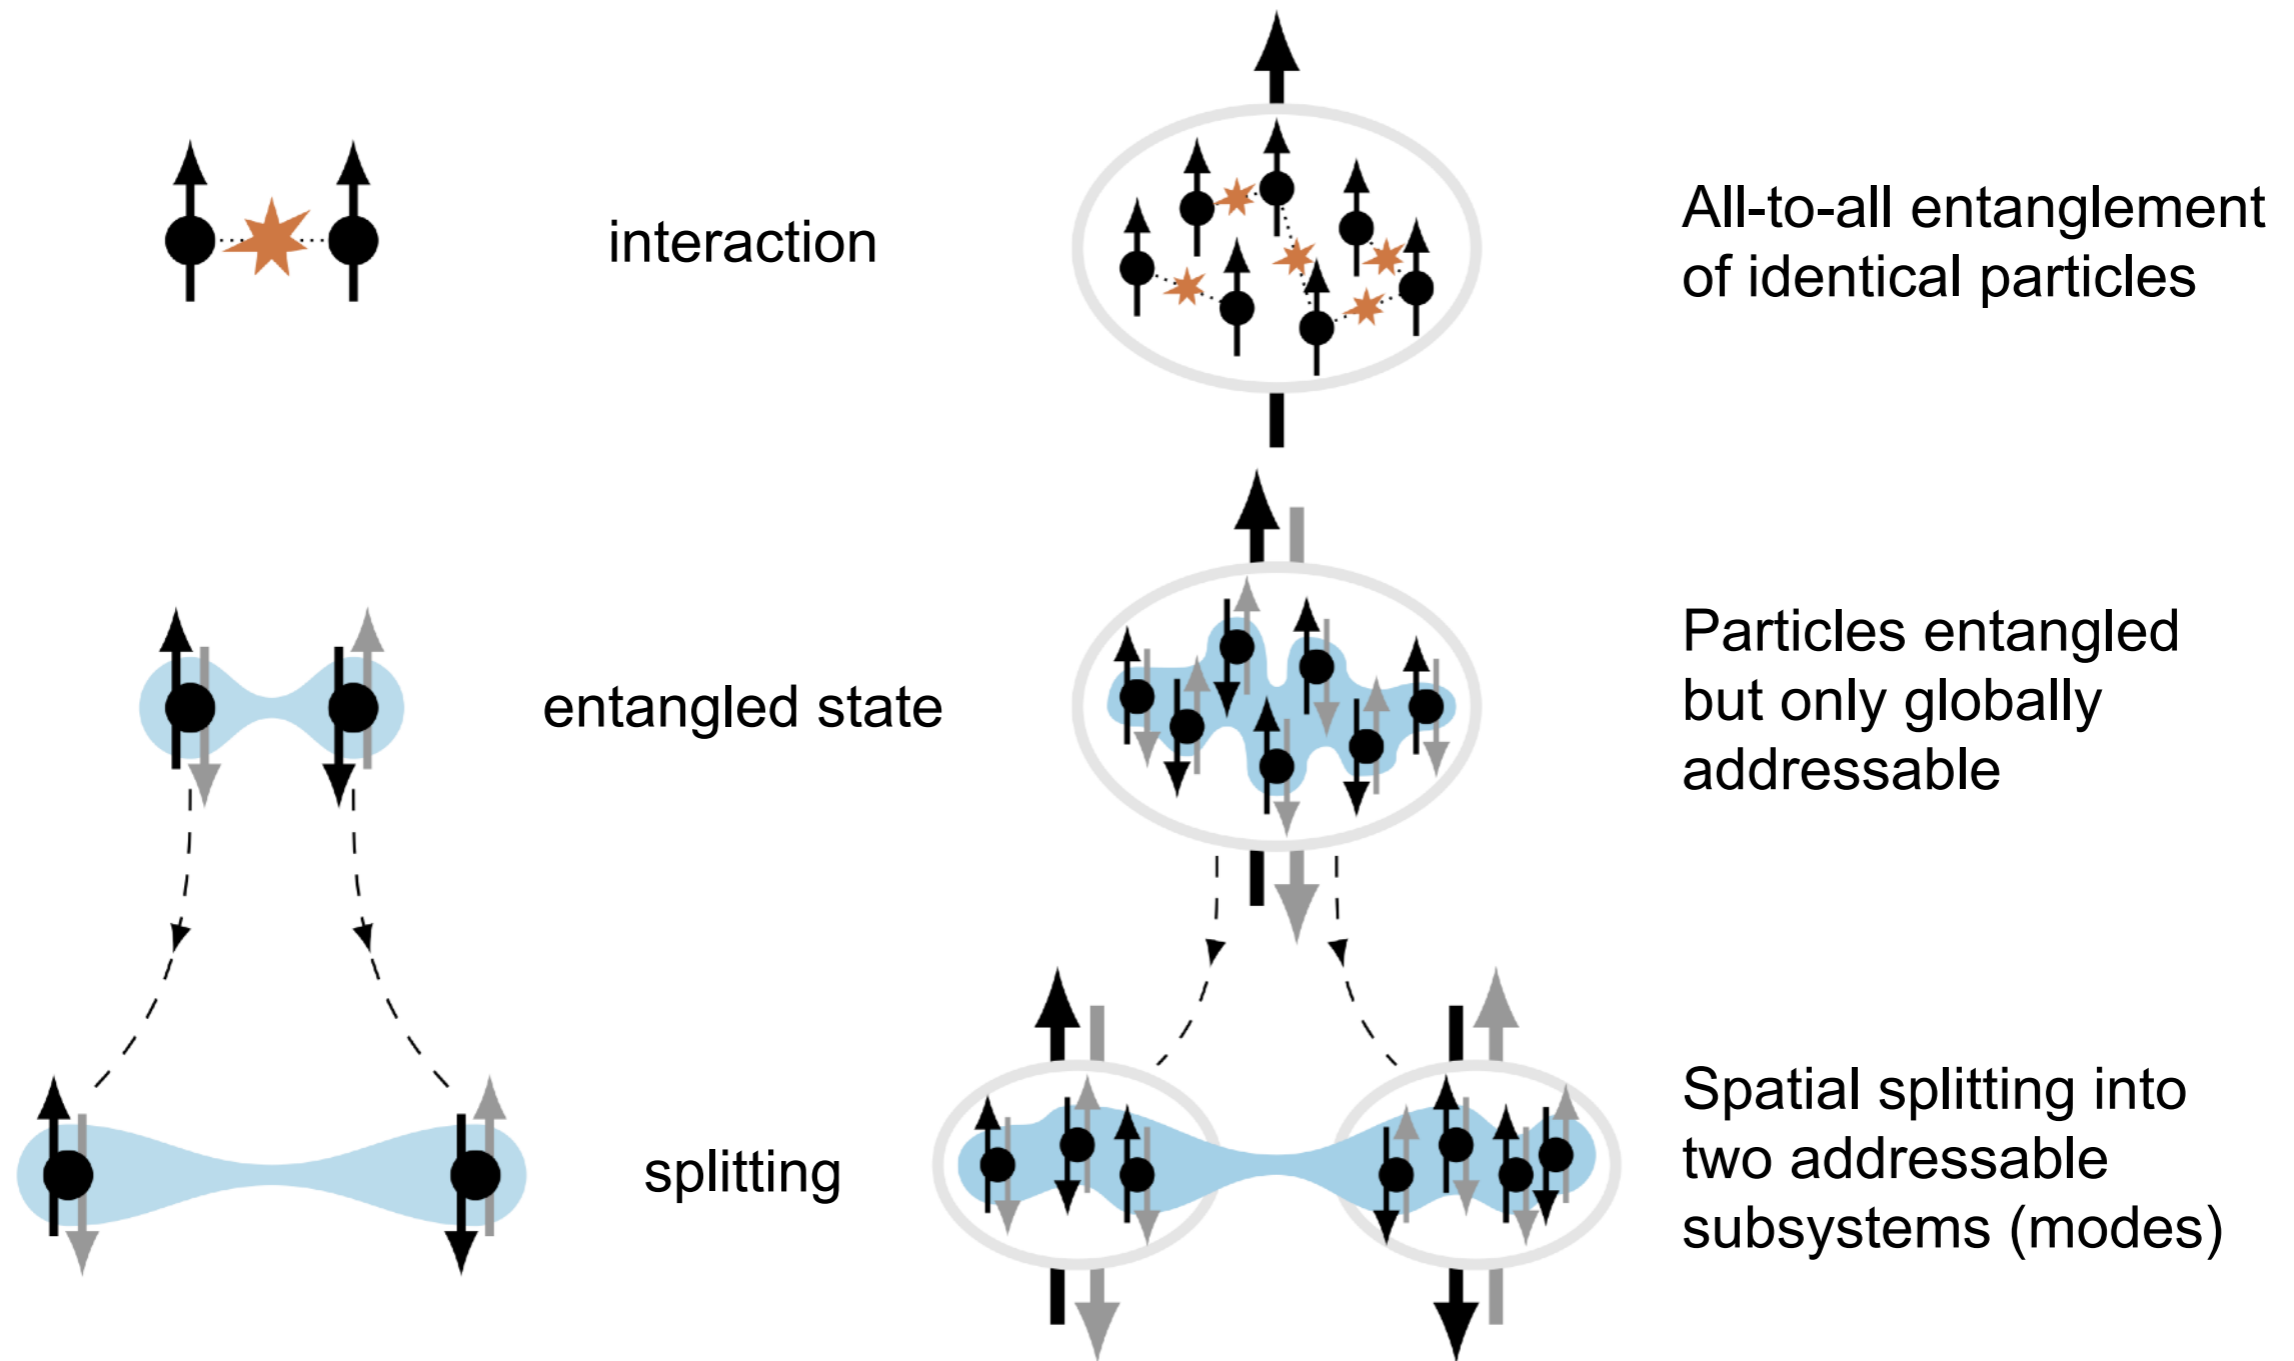 interaction
All-to-all entanglement
of identical particles
entangled state
Particles entangled
but only globally
addressable
splitting
Spatial splitting into
two addressable
subsystems (modes)